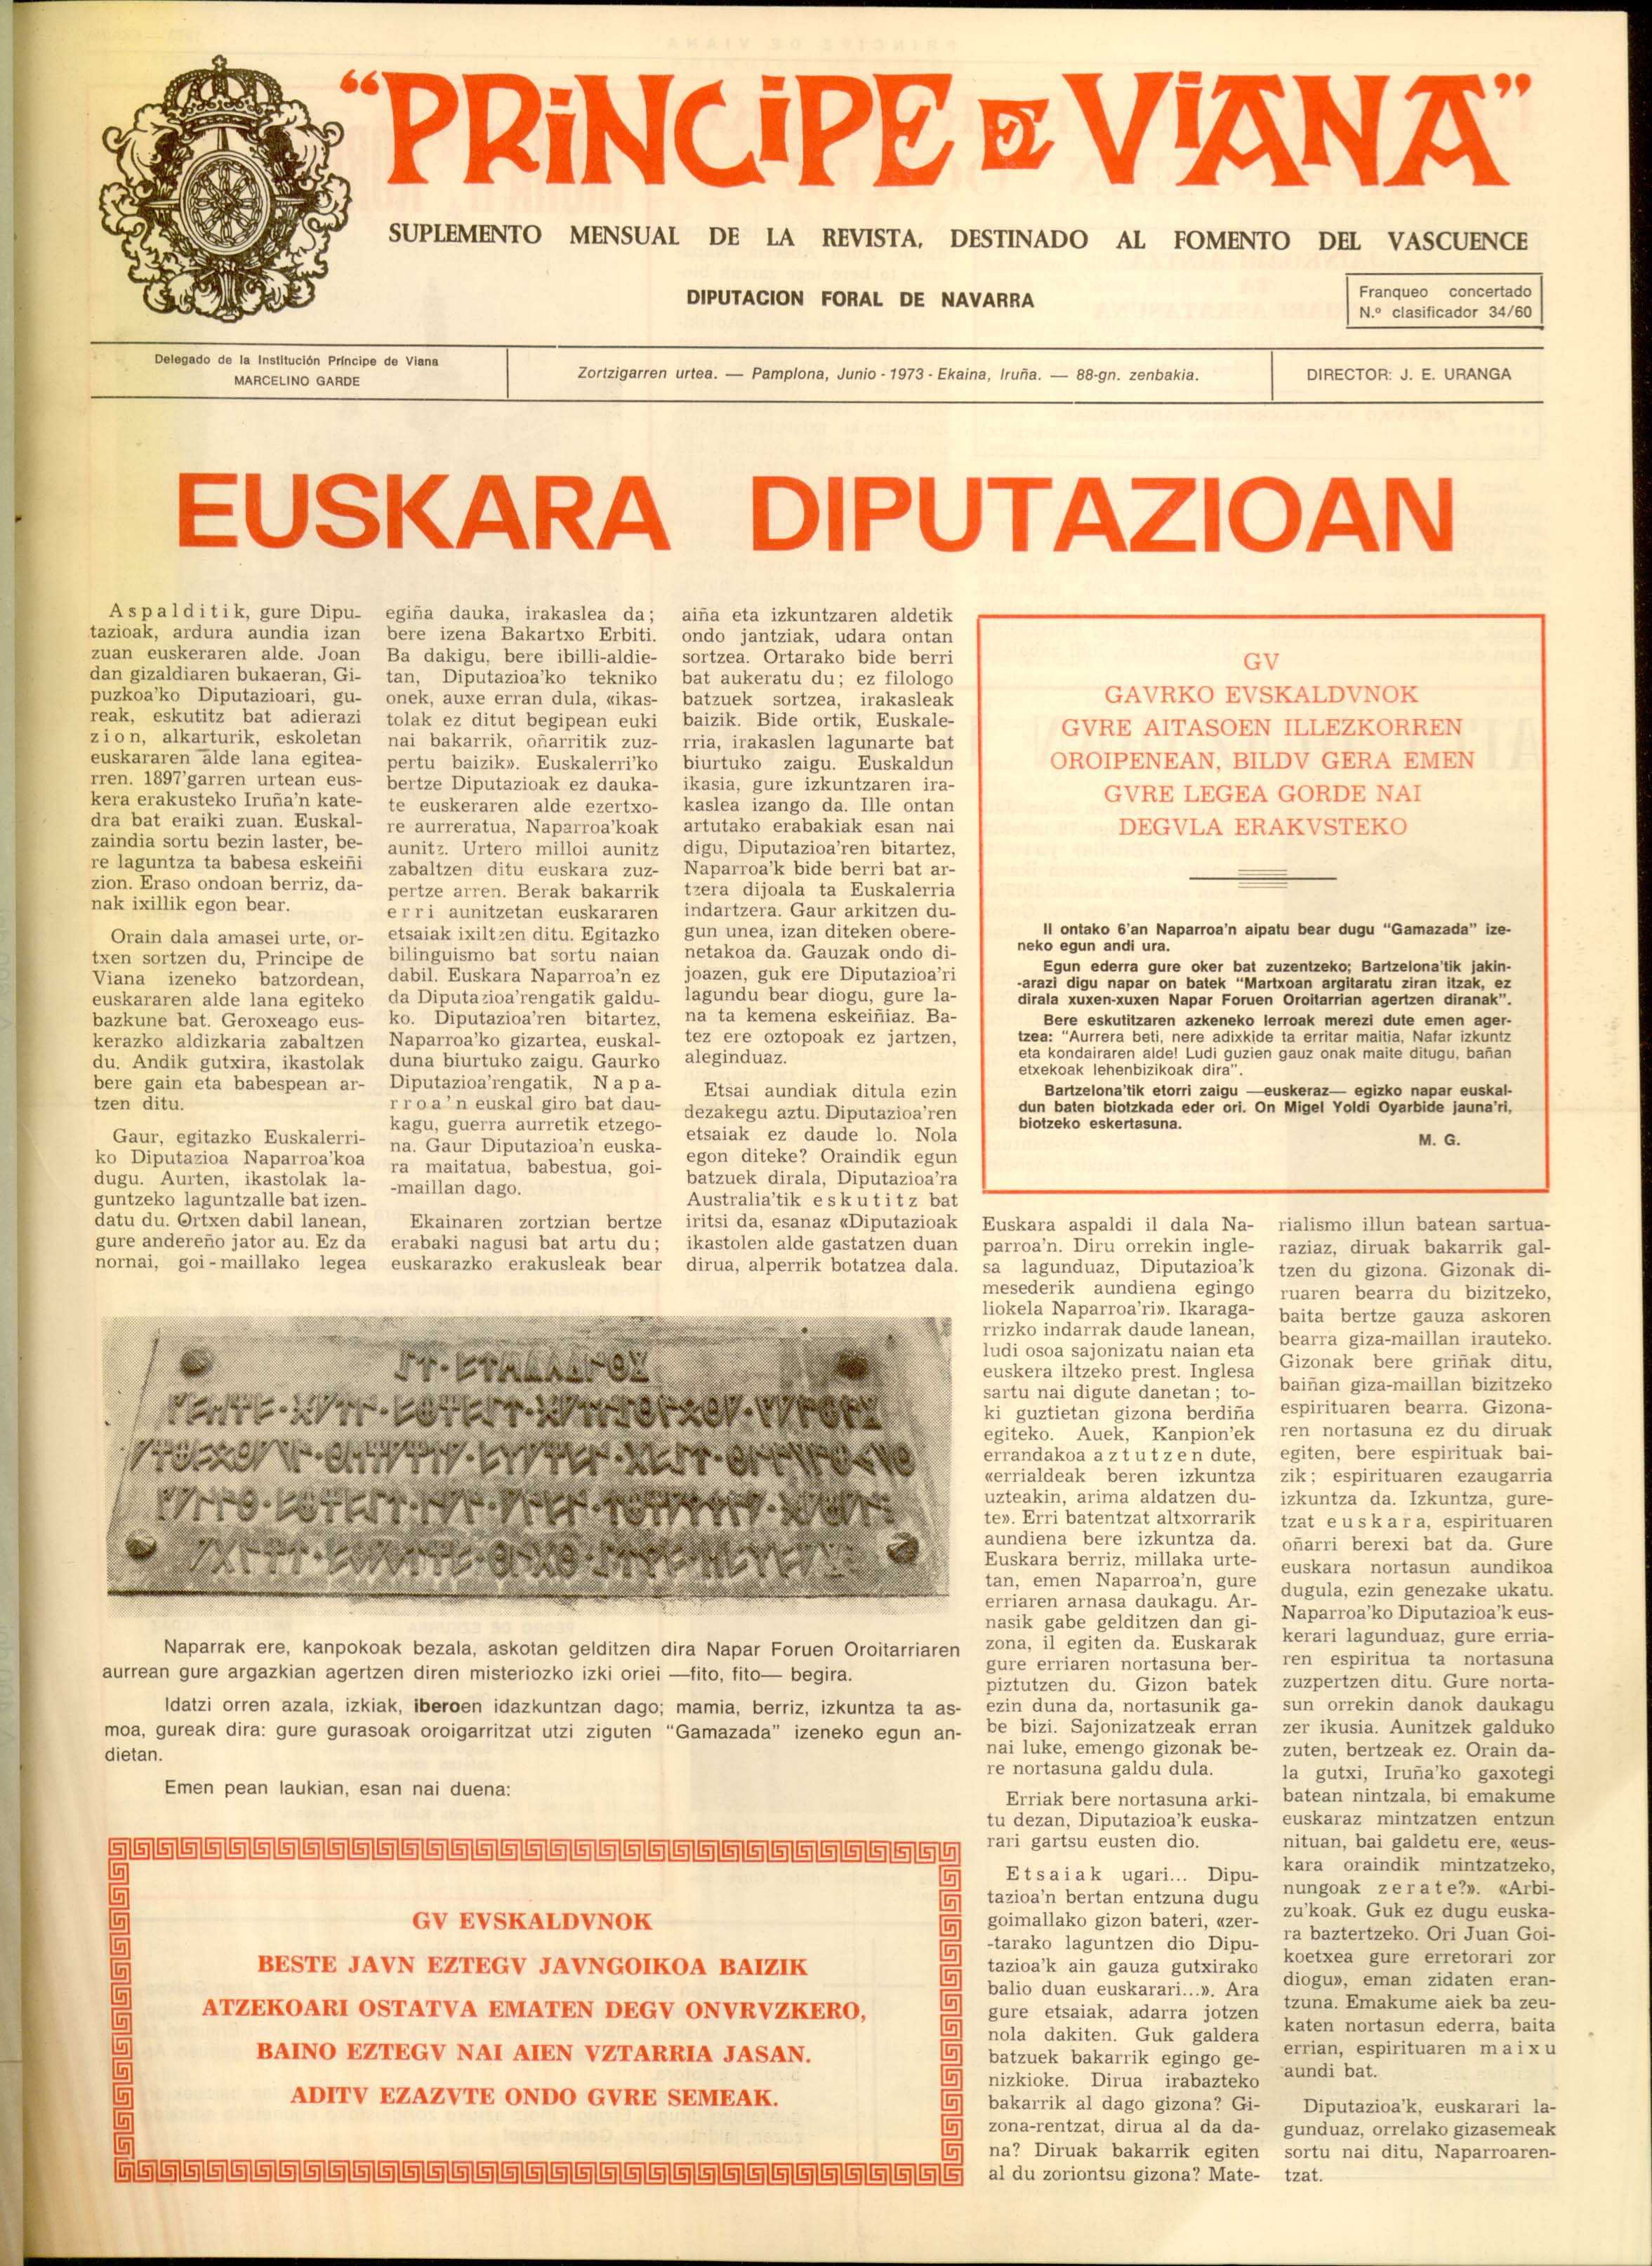 "PRiNCiPE DE ViANA"
SUPLEMENTO MENSUAL DE LA REVISTA, DESTINADO AL FOMENTO DEL VASCUENCE
DIPUTACION FORAL DE NAVARRA
Franqueo concertado
N.º clasificador 34/60
Delegado de la Institución Príncipe de Viana
MARCELINO GARDE
Zortzigarren urtea. — Pamplona, Junio - 1973 - Ekaina, Iruña. — 88-gn. zenbakia.
DIRECTOR: J. E. URANGA
EUSKARA DIPUTAZIOAN
Aspalditik, gure Dipu-
tazioak, ardura aundia izan
zuan euskeraren alde. Joan
dan gizaldiaren bukaeran, Gi-
puzkoa'ko Diputazioari, gu-
reak, eskutitz bat adierazi
zion, alkarturik, eskoletan
euskararen alde lana egitea-
rren. 1897'garren urtean eus-
kera erakusteko Iruña'n kate-
dra bat eraiki zuan. Euskal-
zaindia sortu bezin laster, be-
re laguntza ta babesa eskeiñi
zion. Eraso ondoan berriz, da-
nak ixillik egon bear.
Orain dala amasei urte, or-
txen sortzen du, Principe de
Viana izeneko batzordean,
euskararen alde lana egiteko
bazkune bat. Geroxeago eus-
kerazko aldizkaria zabaltzen
du. Andik gutxira, ikastolak
bere gain eta babespean ar-
tzen ditu.
Gaur, egitazko Euskalerri-
ko Diputazioa Naparroa'koa
dugu. Aurten, ikastolak la-
guntzeko laguntzalle bat izen-
datu du. Ortxen dabil lanean,
gure andereño jator au. Ez da
nornai, goi-maillako legea
egiña dauka, irakaslea da;
bere izena Bakartxo Erbiti.
Ba dakigu, bere ibilli-aldie-
tan, Diputazioa'ko tekniko
onek, auxe erran dula, «ikas-
tolak ez ditut begipean euki
nai bakarrik, oñarritik zuz-
pertu baizik». Euskalerri'ko
bertze Diputazioak ez dauka-
te euskeraren alde ezertxo-
re aurreratua, Naparroa'koak
aunitz. Urtero milloi aunitz
zabaltzen ditu euskara zuz-
pertze arren. Berak bakarrik
erri aunitzetan euskararen
etsaiak ixiltzen ditu. Egitazko
bilinguismo bat sortu naian
dabil. Euskara Naparroa'n ez
da Diputazioa'rengatik galdu-
ko. Diputazioa'ren bitartez,
Naparroa'ko gizartea, euskal-
duna biurtuko zaigu. Gaurko
Diputazioa'rengatik, Napa-
rroa'n euskal giro bat dau-
kagu, guerra aurretik etzego-
na. Gaur Diputazioa'n euska-
ra maitatua, babestua, goi-
-maillan dago.
Ekainaren zortzian bertze
erabaki nagusi bat artu du;
euskarazko erakusleak bear
aiña eta izkuntzaren aldetik
ondo jantziak, udara ontan
sortzea. Ortarako bide berri
bat aukeratu du; ez filologo
batzuek sortzea, irakasleak
baizik. Bide ortik, Euskale-
rria, irakaslen lagunarte bat
biurtuko zaigu. Euskaldun
ikasia, gure izkuntzaren ira-
kaslea izango da. Ille ontan
artutako erabakiak esan nai
digu, Diputazioa'ren bitartez,
Naparroa'k bide berri bat ar-
tzera dijoala ta Euskalerria
indartzera. Gaur arkitzen du-
gun unea, izan diteken obere-
netakoa da. Gauzak ondo di-
joazen, guk ere Diputazioa'ri
lagundu bear diogu, gure la-
na ta kemena eskeiñiaz. Ba-
tez ere oztopoak ez jartzen,
aleginduaz.
Etsai aundiak ditula ezin
dezakegu aztu. Diputazioa'ren
etsaiak ez daude lo. Nola
egon diteke? Oraindik egun
batzuek dirala, Diputazioa'ra
Australia'tik eskutitz bat
iritsi da, esanaz «Diputazioak
ikastolen alde gastatzen duan
dirua, alperrik botatzea dala.
GV
GAVRKO EVSKALDVNOK
GVRE AITASOEN ILLEZKORREN
OROIPENEAN, BILDV GERA EMEN
GVRE LEGEA GORDE NAI
DEGVLA ERAKVSTEKO
Il ontako 6'an Naparroa'n aipatu bear dugu "Gamazada" ize-
neko egun andi ura.
Egun ederra gure oker bat zuzentzeko; Bartzelona'tik jakin-
-arazi digu napar on batek "Martxoan argitaratu ziran itzak, ez
dirala xuxen-xuxen Napar Foruen Oroitarrian agertzen diranak".
Bere eskutitzaren azkeneko lerroak merezi dute emen ager-
tzea: "Aurrera beti, nere adixkide ta erritar maitia, Nafar izkuntz
eta kondairaren alde! Ludi guzien gauz onak maite ditugu, bañan
etxekoak lehenbizikoak dira".
Bartzelona'tik etorri zaigu —euskeraz— egizko napar euskal-
dun baten biotzkada eder ori. On Migel Yoldi Oyarbide jauna'ri,
biotzeko eskertasuna.
M. G.
Euskara aspaldi il dala Na-
parroa'n. Diru orrekin ingle-
sa lagunduaz, Diputazioa'k
mesederik aundiena egingo
liokela Naparroa'ri». Ikaraga-
rrizko indarrak daude lanean,
ludi osoa sajonizatu naian eta
euskera iltzeko prest. Inglesa
sartu nai digute danetan; to-
ki guztietan gizona berdiña
egiteko. Auek, Kanpion'ek
errandakoa aztutzen dute,
«errialdeak beren izkuntza
uzteakin, arima aldatzen du-
te». Erri batentzat altxorrarik
aundiena bere izkuntza da.
Euskara berriz, millaka urte-
tan, emen Naparroa'n, gure
erriaren arnasa daukagu. Ar-
nasik gabe gelditzen dan gi-
zona, il egiten da. Euskarak
gure erriaren nortasuna ber-
piztutzen du. Gizon batek
ezin duna da, nortasunik ga-
be bizi. Sajonizatzeak erran
nai luke, emengo gizonak be-
re nortasuna galdu dula.
Erriak bere nortasuna arki-
tu dezan, Diputazioa'k euska-
rari gartsu eusten dio.
Etsaiak ugari... Dipu-
tazioa'n bertan entzuna dugu
goimallako gizon bateri, «zer-
-tarako laguntzen dio Dipu-
tazioa'k ain gauza gutxirako
balio duan euskarari...». Ara
gure etsaiak, adarra jotzen
nola dakiten. Guk galdera
batzuek bakarrik egingo ge-
nizkioke. Dirua irabazteko
bakarrik al dago gizona? Gi-
zona-rentzat, dirua al da da-
na? Diruak bakarrik egiten
al du zoriontsu gizona? Mate-
rialismo illun batean sartua-
raziaz, diruak bakarrik gal-
tzen du gizona. Gizonak di-
ruaren bearra du bizitzeko,
baita bertze gauza askoren
bearra giza-maillan irauteko.
Gizonak bere griñak ditu,
baiñan giza-maillan bizitzeko
espirituaren bearra. Gizona-
ren nortasuna ez du diruak
egiten, bere espirituak bai-
zik; espirituaren ezaugarria
izkuntza da. Izkuntza, gure-
tzat euskara, espirituaren
oñarri berexi bat da. Gure
euskara nortasun aundikoa
dugula, ezin genezake ukatu.
Naparroa'ko Diputazioa'k eus-
kerari lagunduaz, gure erria-
ren espiritua ta nortasuna
zuzpertzen ditu. Gure norta-
sun orrekin danok daukagu
zer ikusia. Aunitzek galduko
zuten, bertzeak ez. Orain da-
la gutxi, Iruña'ko gaxotegi
batean nintzala, bi emakume
euskaraz mintzatzen entzun
nituan, bai galdetu ere, «eus-
kara oraindik mintzatzeko,
nungoak zerate?». «Arbi-
zu'koak. Guk ez dugu euska-
ra baztertzeko. Ori Juan Goi-
koetxea gure erretorari zor
diogu», eman zidaten eran-
tzuna. Emakume aiek ba zeu-
katen nortasun ederra, baita
errian, espirituaren maixu
aundi bat.
Diputazioa'k, euskarari la-
gunduaz, orrelako gizasemeak
sortu nai ditu, Naparroaren-
tzat.
Naparrak ere, kanpokoak bezala, askotan gelditzen dira Napar Foruen Oroitarriaren
aurrean gure argazkian agertzen diren misteriozko izki oriei —fito, fito— begira.
Idatzi orren azala, izkiak, iberoen idazkuntzan dago; mamia, berriz, izkuntza ta as-
moa, gureak dira: gure gurasoak oroigarritzat utzi ziguten "Gamazada" izeneko egun an-
dietan.
Emen pean laukian, esan nai duena:
GV EVSKALDVNOK
BESTE JAVN EZTEGV JAVNGOIKOA BAIZIK
ATZEKOARI OSTATVA EMATEN DEGV ONVRVZKERO,
BAINO EZTEGV NAI AIEN VZTARRIA JASAN.
ADITV EZAZVTE ONDO GVRE SEMEAK.